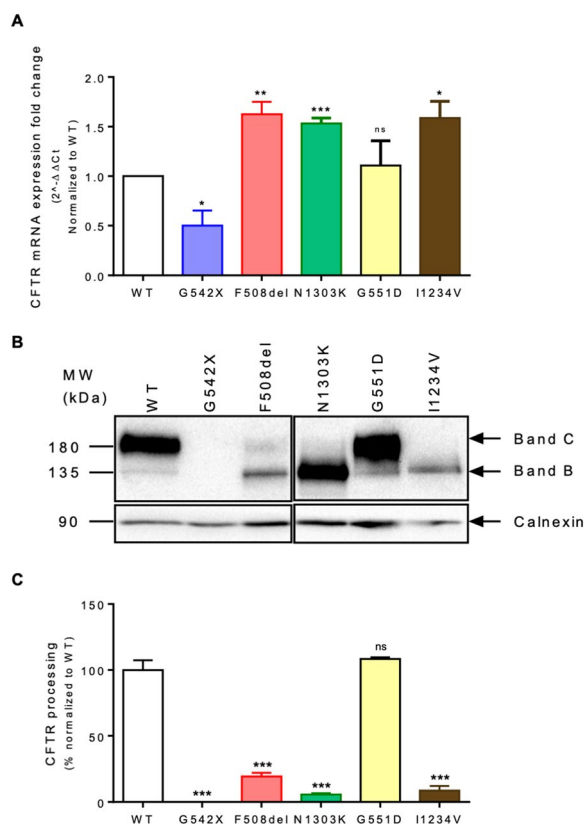 A
CFTR mRNA expression fold change
(2^-ΔΔCt
Normalized to WT)
2.0
1.5
1.0
0.5
0.0
*
**
***
ns
*
WT G542X F508del N1303K G551D I1234V
B
MW
(kDa)
WT G542X F508del N1303K G551D I1234V
180
135
90
Band C
Band B
Calnexin
C
CFTR processing
(% normalized to WT)
150
100
50
0
***
***
***
ns
***
WT G542X F508del N1303K G551D I1234V